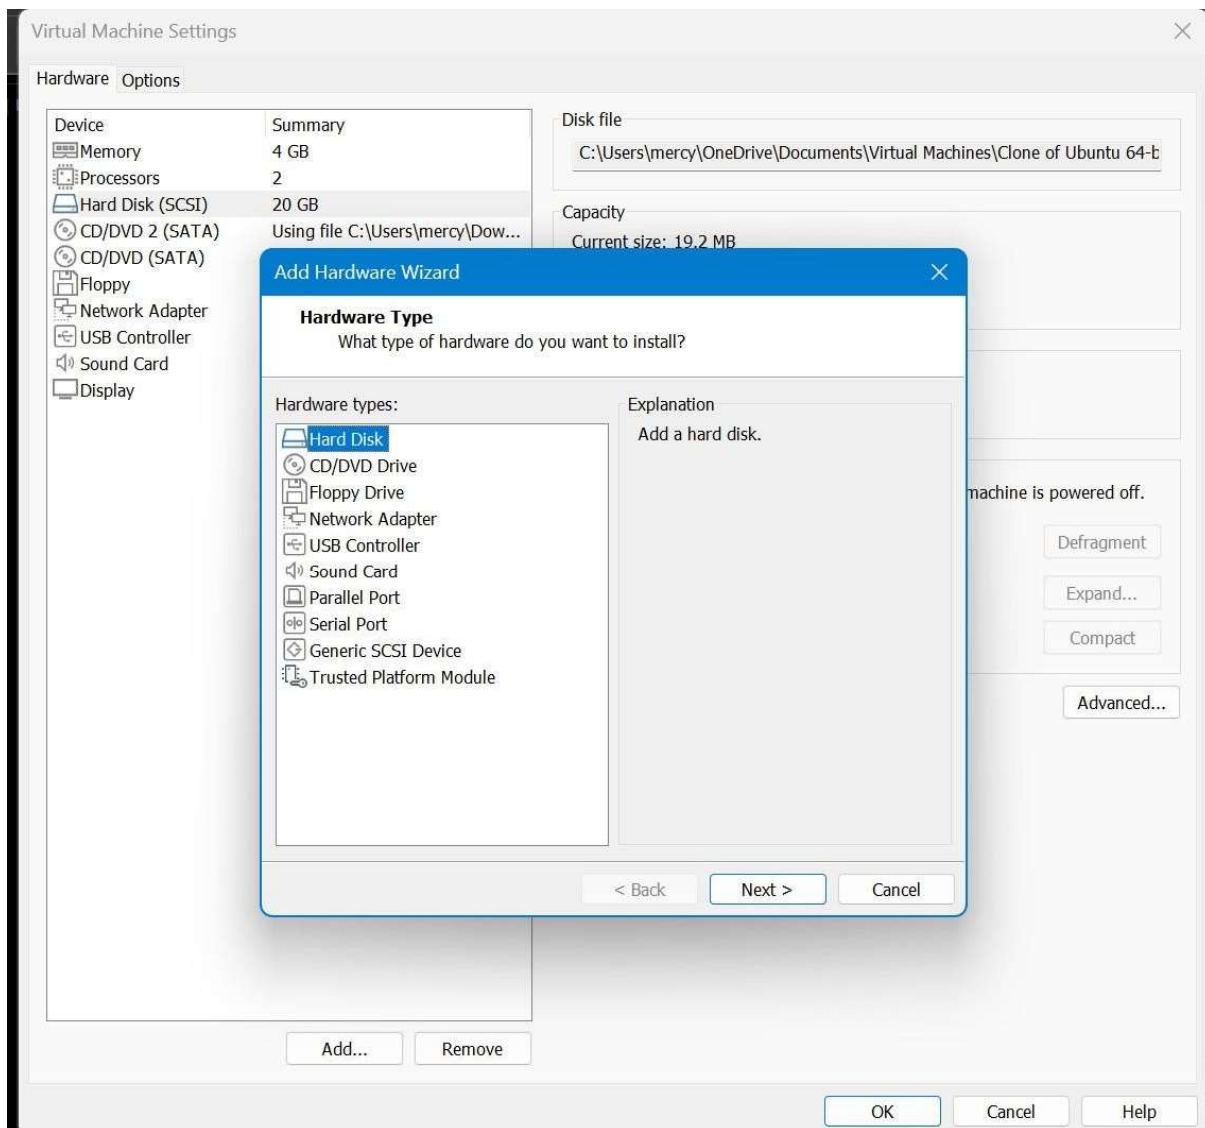 Virtual Machine Settings
Hardware Options
Device Summary
Memory 4 GB
Processors 2
Hard Disk (SCSI) 20 GB
CD/DVD 2 (SATA) Using file C:\Users\mercy\Dow...
CD/DVD (SATA)
Floppy
Network Adapter
USB Controller
Sound Card
Display
Disk file
C:\Users\mercy\OneDrive\Documents\Virtual Machines\Clone of Ubuntu 64-b
Capacity
Current size: 19.2 MB
Add Hardware Wizard
Hardware Type
What type of hardware do you want to install?
Hardware types:
Hard Disk
CD/DVD Drive
Floppy Drive
Network Adapter
USB Controller
Sound Card
Parallel Port
Serial Port
Generic SCSI Device
Trusted Platform Module
Explanation
Add a hard disk.
< Back Next > Cancel
machine is powered off.
Defragment
Expand...
Compact
Advanced...
Add... Remove
OK Cancel Help